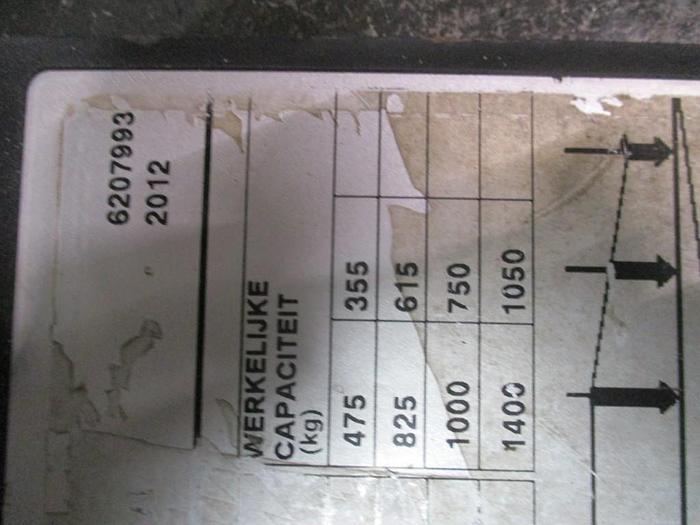 6207993
2012
WERKELIJKE
CAPACITEIT
(kg)
475 355
825 615
1000 750
1400 1050